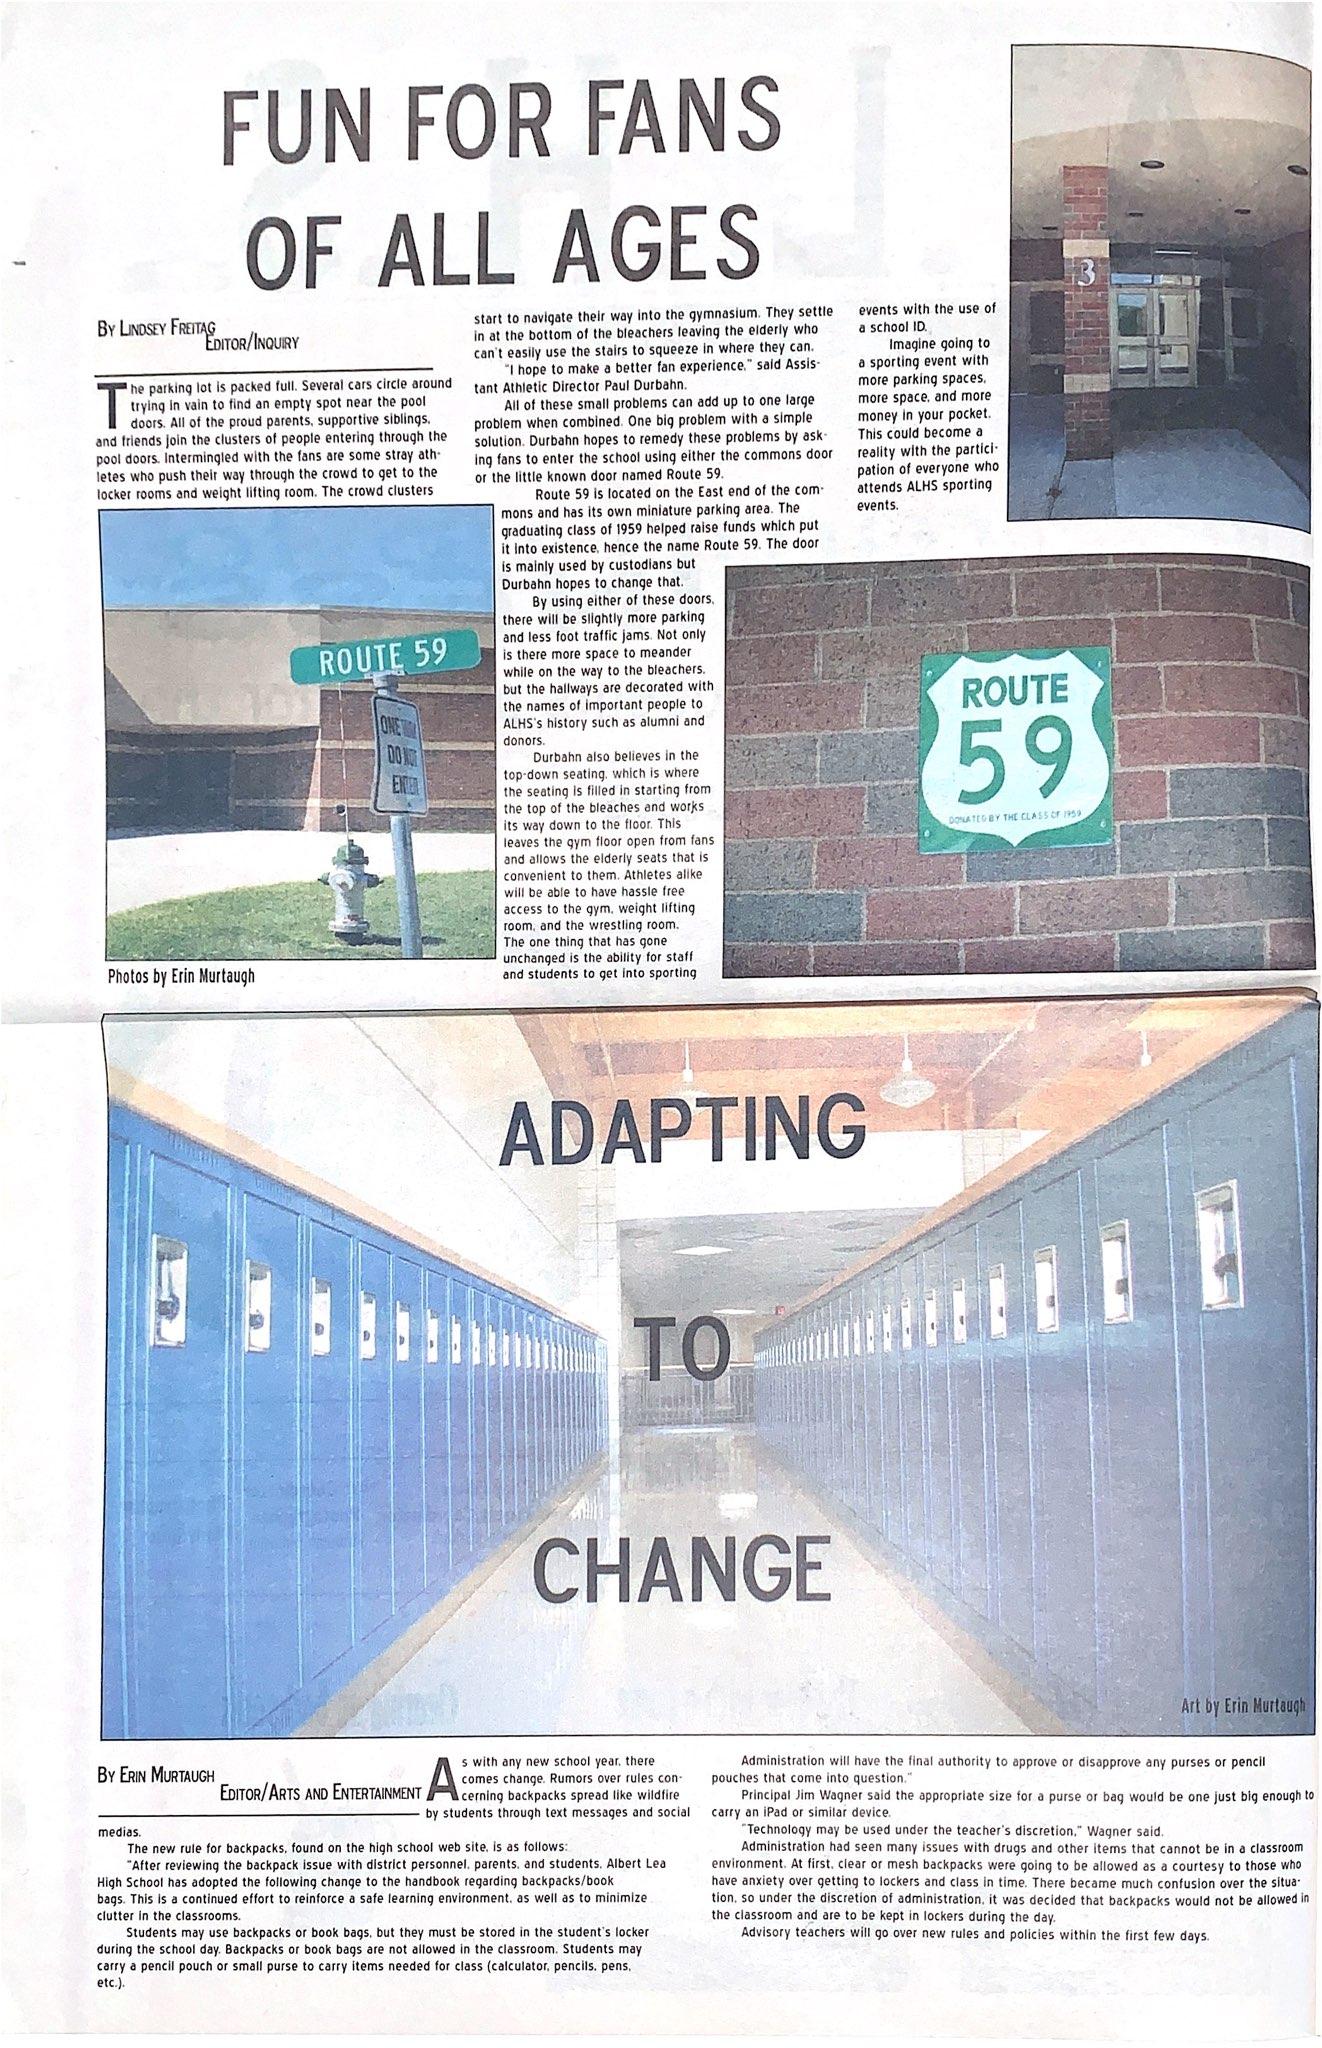 FUN FOR FANS
OF ALL AGES
BY LINDSEY FREITAG
EDITOR/INQUIRY
The parking lot is packed full. Several cars circle around
trying in vain to find an empty spot near the pool
doors. All of the proud parents, supportive siblings,
and friends join the clusters of people entering through the
pool doors. Intermingled with the fans are some stray ath-
letes who push their way through the crowd to get to the
locker rooms and weight lifting room. The crowd clusters
start to navigate their way into the gymnasium. They settle
in at the bottom of the bleachers leaving the elderly who
can't easily use the stairs to squeeze in where they can.
"I hope to make a better fan experience," said Assis-
tant Athletic Director Paul Durbahn.
All of these small problems can add up to one large
problem when combined. One big problem with a simple
solution. Durbahn hopes to remedy these problems by ask-
ing fans to enter the school using either the commons door
or the little known door named Route 59.
Route 59 is located on the East end of the com-
mons and has its own miniature parking area. The
graduating class of 1959 helped raise funds which put
it into existence, hence the name Route 59. The door
is mainly used by custodians but
Durbahn hopes to change that.
By using either of these doors,
there will be slightly more parking
and less foot traffic jams. Not only
is there more space to meander
while on the way to the bleachers,
but the hallways are decorated with
the names of important people to
ALHS's history such as alumni and
donors.
Durbahn also believes in the
top-down seating, which is where
the seating is filled in starting from
the top of the bleaches and works
its way down to the floor. This
leaves the gym floor open from fans
and allows the elderly seats that is
convenient to them. Athletes alike
will be able to have hassle free
access to the gym, weight lifting
room, and the wrestling room.
The one thing that has gone
unchanged is the ability for staff
and students to get into sporting
events with the use of
a school ID.
Imagine going to
a sporting event with
more parking spaces,
more space, and more
money in your pocket.
This could become a
reality with the partici-
pation of everyone who
attends ALHS sporting
events.
3
ROUTE 59
ONE WAY
DO NOT
ENTER
Photos by Erin Murtaugh
ROUTE
59
DONATED BY THE CLASS OF 1959
ADAPTING
TO
CHANGE
Art by Erin Murtaugh
BY ERIN MURTAUGH
EDITOR/ARTS AND ENTERTAINMENT
As with any new school year, there
comes change. Rumors over rules con-
cerning backpacks spread like wildfire
by students through text messages and social
medias.
The new rule for backpacks, found on the high school web site, is as follows:
"After reviewing the backpack issue with district personnel, parents, and students, Albert Lea
High School has adopted the following change to the handbook regarding backpacks/book
bags. This is a continued effort to reinforce a safe learning environment, as well as to minimize
clutter in the classrooms.
Students may use backpacks or book bags, but they must be stored in the student's locker
during the school day. Backpacks or book bags are not allowed in the classroom. Students may
carry a pencil pouch or small purse to carry items needed for class (calculator, pencils, pens,
etc.).
Administration will have the final authority to approve or disapprove any purses or pencil
pouches that come into question."
Principal Jim Wagner said the appropriate size for a purse or bag would be one just big enough to
carry an iPad or similar device.
"Technology may be used under the teacher's discretion," Wagner said.
Administration had seen many issues with drugs and other items that cannot be in a classroom
environment. At first, clear or mesh backpacks were going to be allowed as a courtesy to those who
have anxiety over getting to lockers and class in time. There became much confusion over the situa-
tion, so under the discretion of administration, it was decided that backpacks would not be allowed in
the classroom and are to be kept in lockers during the day.
Advisory teachers will go over new rules and policies within the first few days.